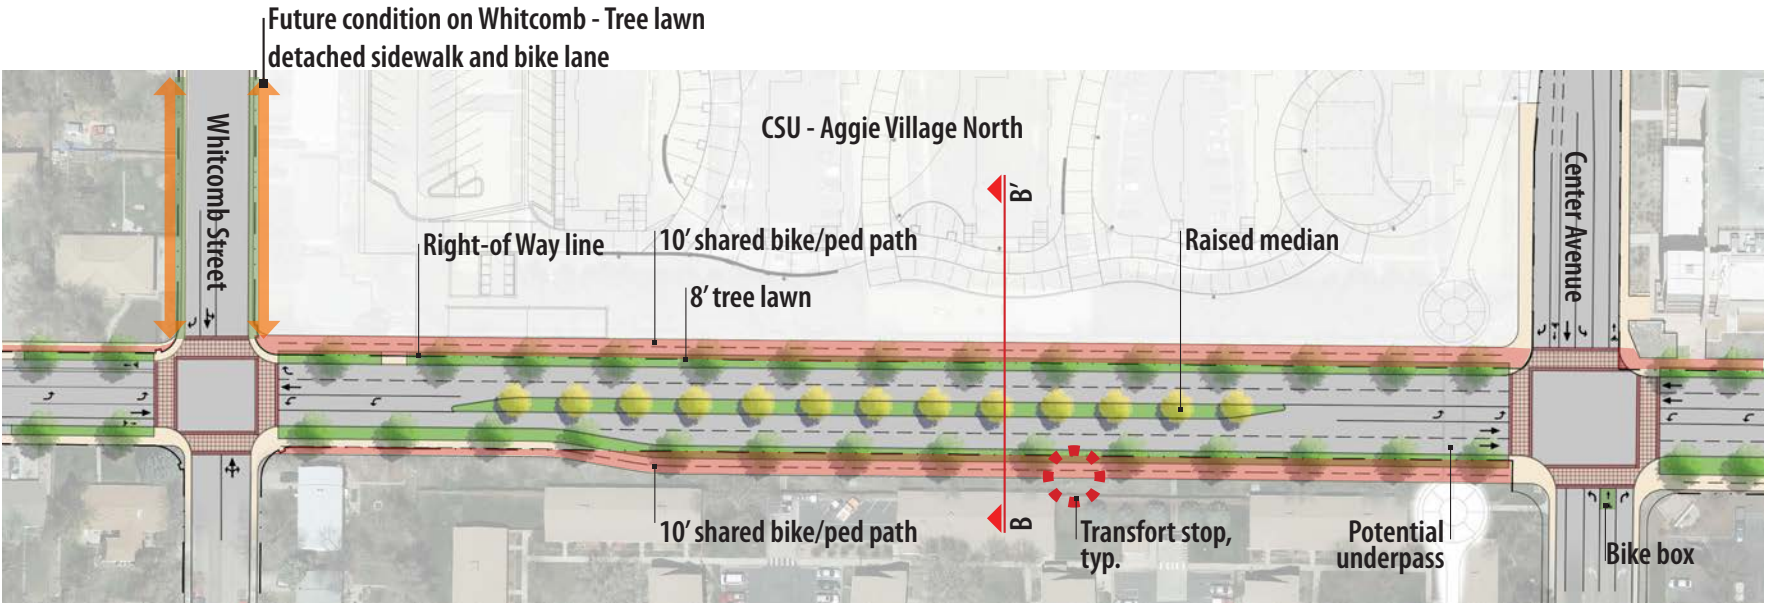 Future condition on Whitcomb - Tree lawn
detached sidewalk and bike lane
Whitcomb Street
CSU - Aggie Village North
Center Avenue
B'
Right-of Way line
10' shared bike/ped path
Raised median
8' tree lawn
10' shared bike/ped path
B
Transfort stop,
typ.
Potential
underpass
Bike box